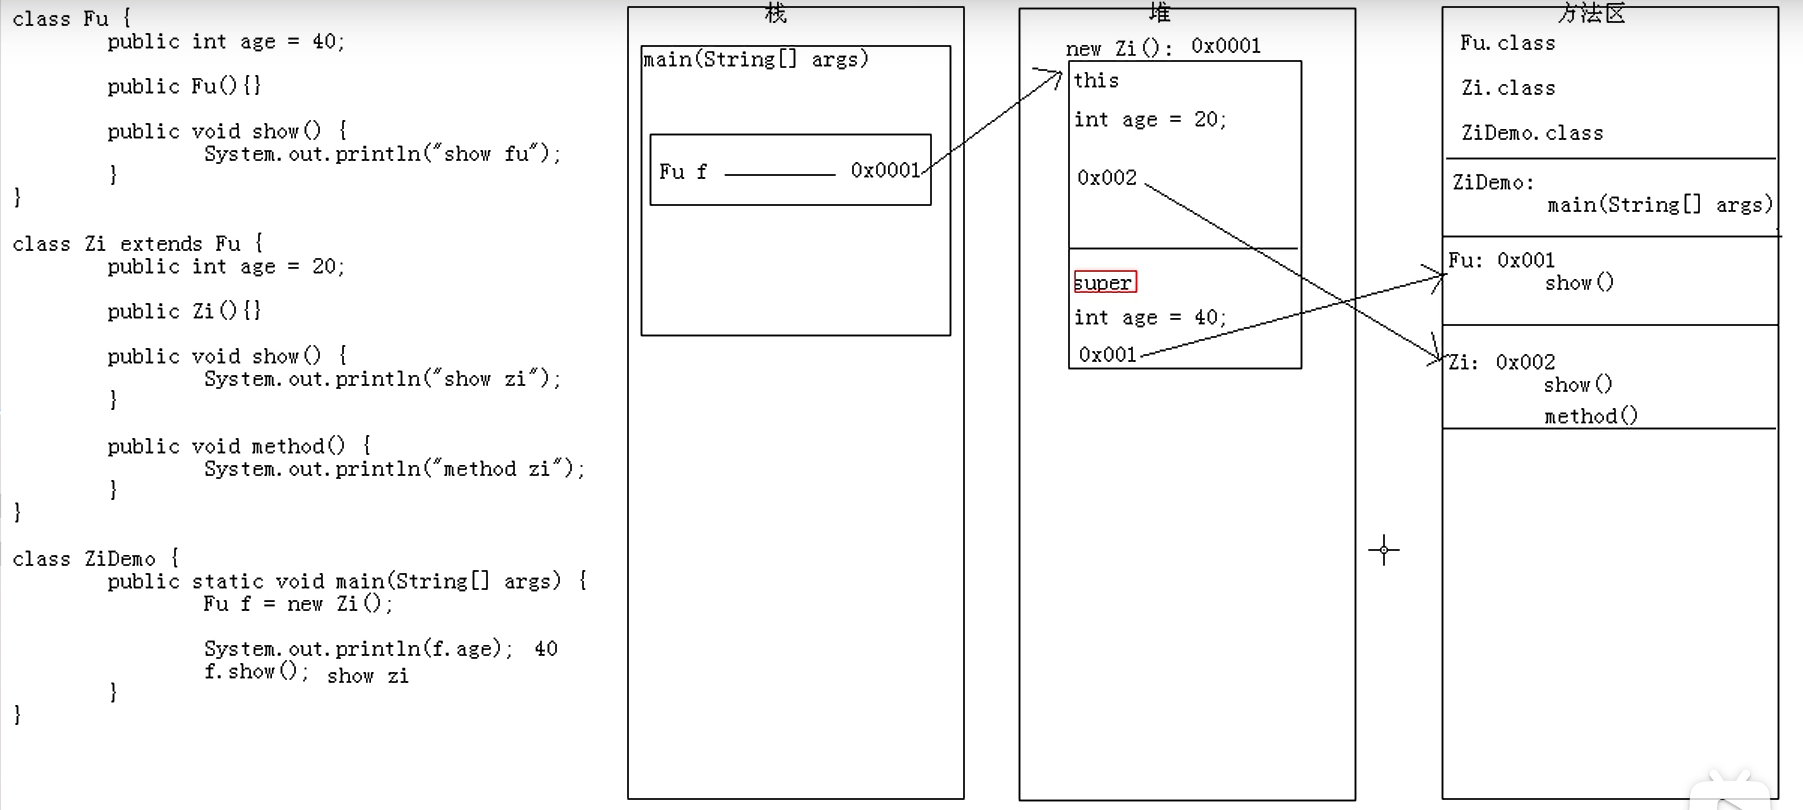 class Fu {
public int age = 40;
public Fu(){}
public void show() {
System.out.println("show fu");
}
}
class Zi extends Fu {
public int age = 20;
public Zi(){}
public void show() {
System.out.println("show zi");
}
public void method() {
System.out.println("method zi");
}
}
class ZiDemo {
public static void main(String[] args) {
Fu f = new Zi();
System.out.println(f.age); 40
f.show(); show zi
}
}
栈
main(String[] args)
Fu f 0x0001
堆
new Zi(): 0x0001
this
int age = 20;
0x002
super
int age = 40;
0x001
方法区
Fu.class
Zi.class
ZiDemo.class
ZiDemo:
main(String[] args)
Fu: 0x001
show()
Zi: 0x002
show()
method()